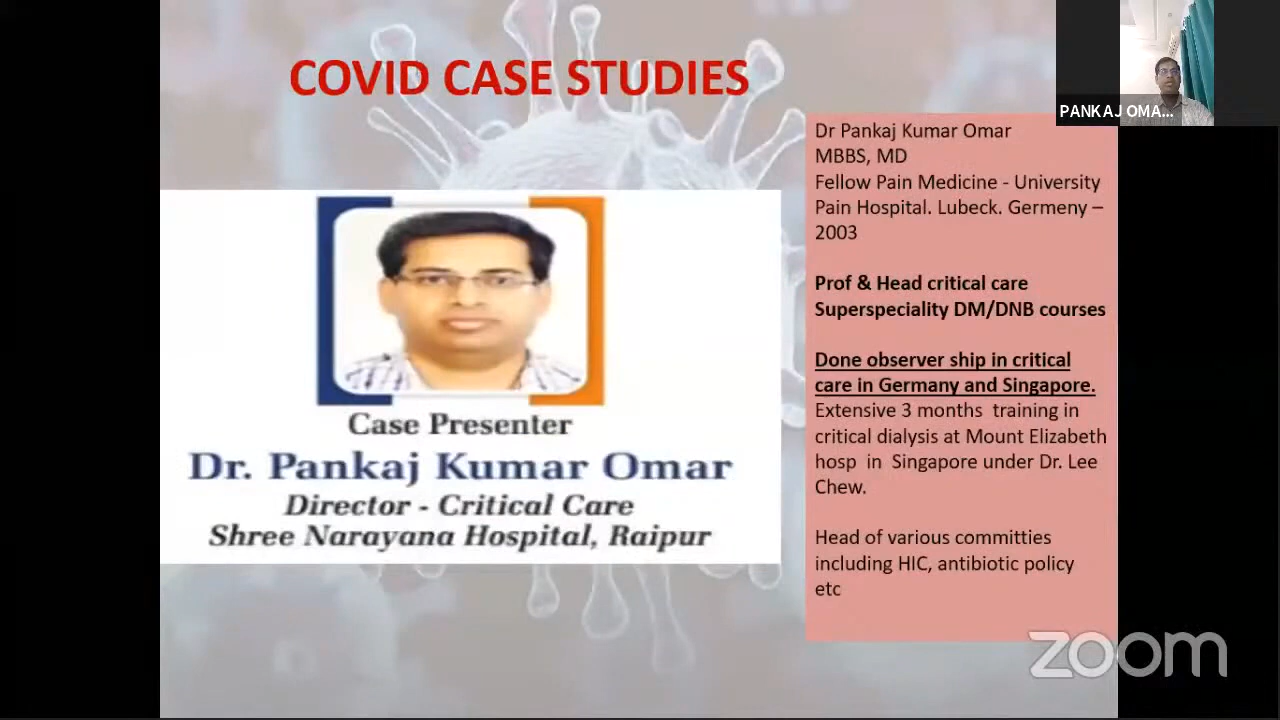 COVID CASE STUDIES
PANKAJ OMA...
Dr Pankaj Kumar Omar
MBBS, MD
Fellow Pain Medicine - University
Pain Hospital. Lubeck. Germeny –
2003
Prof & Head critical care
Superspeciality DM/DNB courses
Done observer ship in critical
care in Germany and Singapore.
Extensive 3 months training in
critical dialysis at Mount Elizabeth
hosp in Singapore under Dr. Lee
Chew.
Head of various committies
including HIC, antibiotic policy
etc
Case Presenter
Dr. Pankaj Kumar Omar
Director - Critical Care
Shree Narayana Hospital, Raipur
zoom